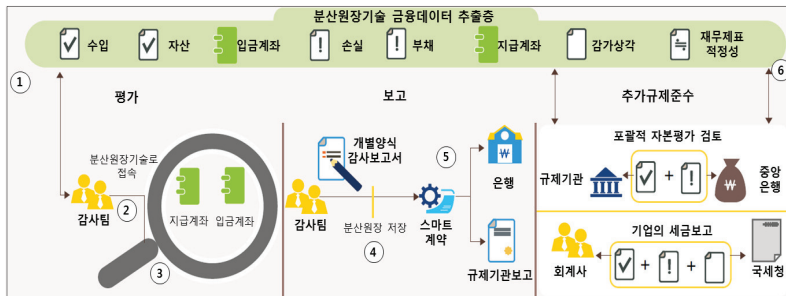 분산원장기술 금융데이터 추출층
수입
자산
입금계좌
손실
부채
지급계좌
감가상각
재무제표
적정성
1
6
평가
보고
추가규제준수
분산원장기술로
접속
감사팀
2
3
지급계좌
입금계좌
개별양식
감사보고서
5
감사팀
분산원장 저장
4
스마트
계약
은행
규제기관보고
포괄적 자본평가 검토
규제기관
+
중앙
은행
기업의 세금보고
회계사
+ +
국세청